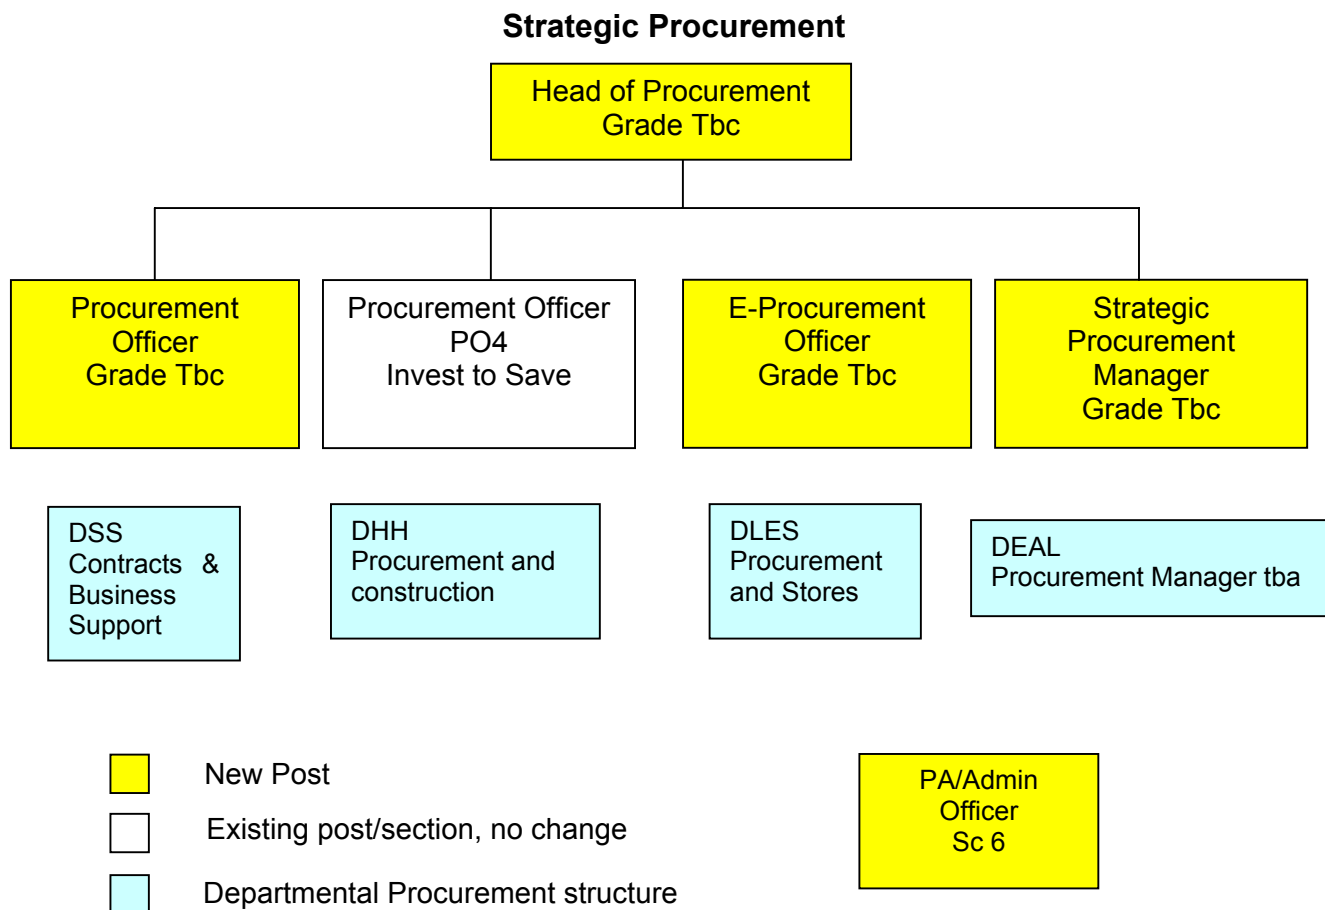 Strategic Procurement
Head of Procurement
Grade Tbc
Procurement
Officer
Grade Tbc
Procurement Officer
PO4
Invest to Save
E-Procurement
Officer
Grade Tbc
Strategic
Procurement
Manager
Grade Tbc
DSS
Contracts &
Business
Support
DHH
Procurement and
construction
DLES
Procurement
and Stores
DEAL
Procurement Manager tba
New Post
Existing post/section, no change
Departmental Procurement structure
PA/Admin
Officer
Sc 6